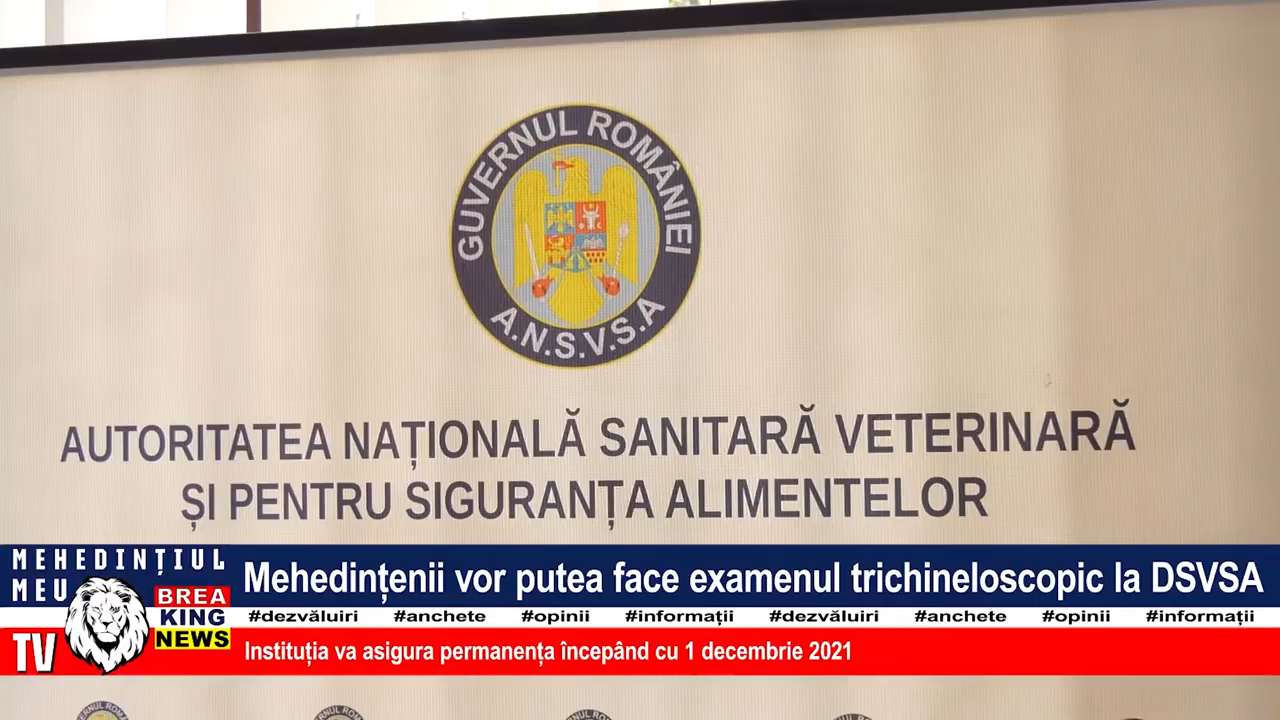 GUVERNUL ROMÂNIEI
A.N.S.V.S.A
AUTORITATEA NAȚIONALĂ SANITARĂ VETERINARĂ
ȘI PENTRU SIGURANȚA ALIMENTELOR
MEHEDINȚIUL
MEU
TV
BREA
KING
NEWS
Mehedințenii vor putea face examenul trichineloscopic la DSVSA
#dezvăluiri #anchete #opinii #informații #dezvăluiri #anchete #opinii #informații
Instituția va asigura permanența începând cu 1 decembrie 2021